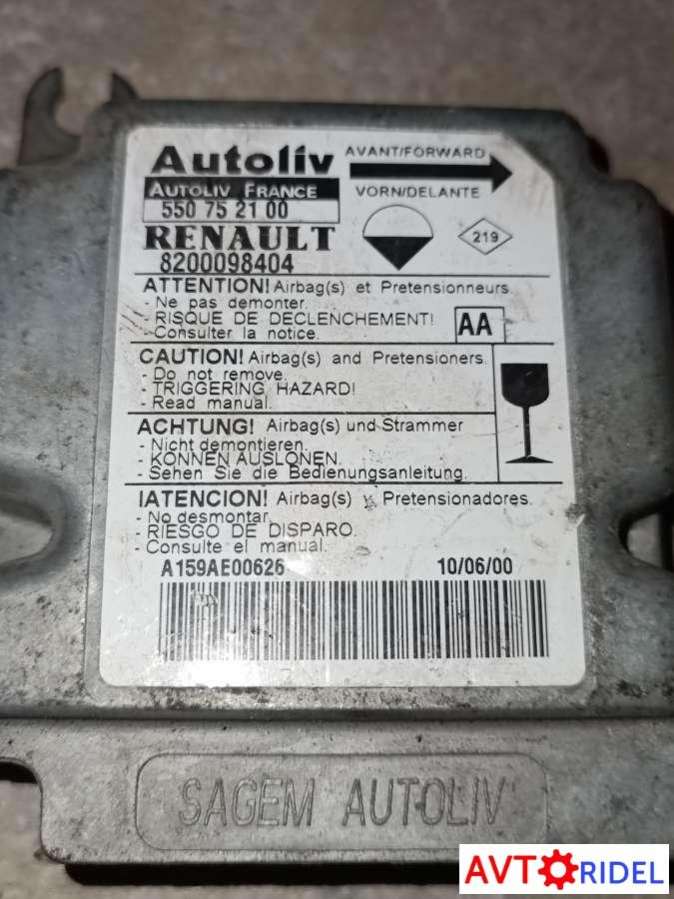 Autoliv
AUTOLIV FRANCE
550 75 2 1 00
RENAULT
8200098404
AVANT/FORWARD
VORN/DELANTE
219
ATTENTION! Airbag(s) et Pretensionneurs
- Ne pas demonter.
- RISQUE DE DECLENCHEMENT!
- Consulter la notice.
AA
CAUTION! Airbag(s) and Pretensioners.
- Do not remove.
- TRIGGERING HAZARD!
- Read manual.
ACHTUNG! Airbag(s) und Strammer
- Nicht demontieren.
- KONNEN AUSLONEN.
- Sehen Sie die Bedienungsanleitung.
IATENCION! Airbag(s) y Pretensionadores.
- No desmontar.
- RIESGO DE DISPARO.
- Consulte el manual.
A159AE00626
10/06/00
SAGEM AUTOLIV
AVTORIDEL